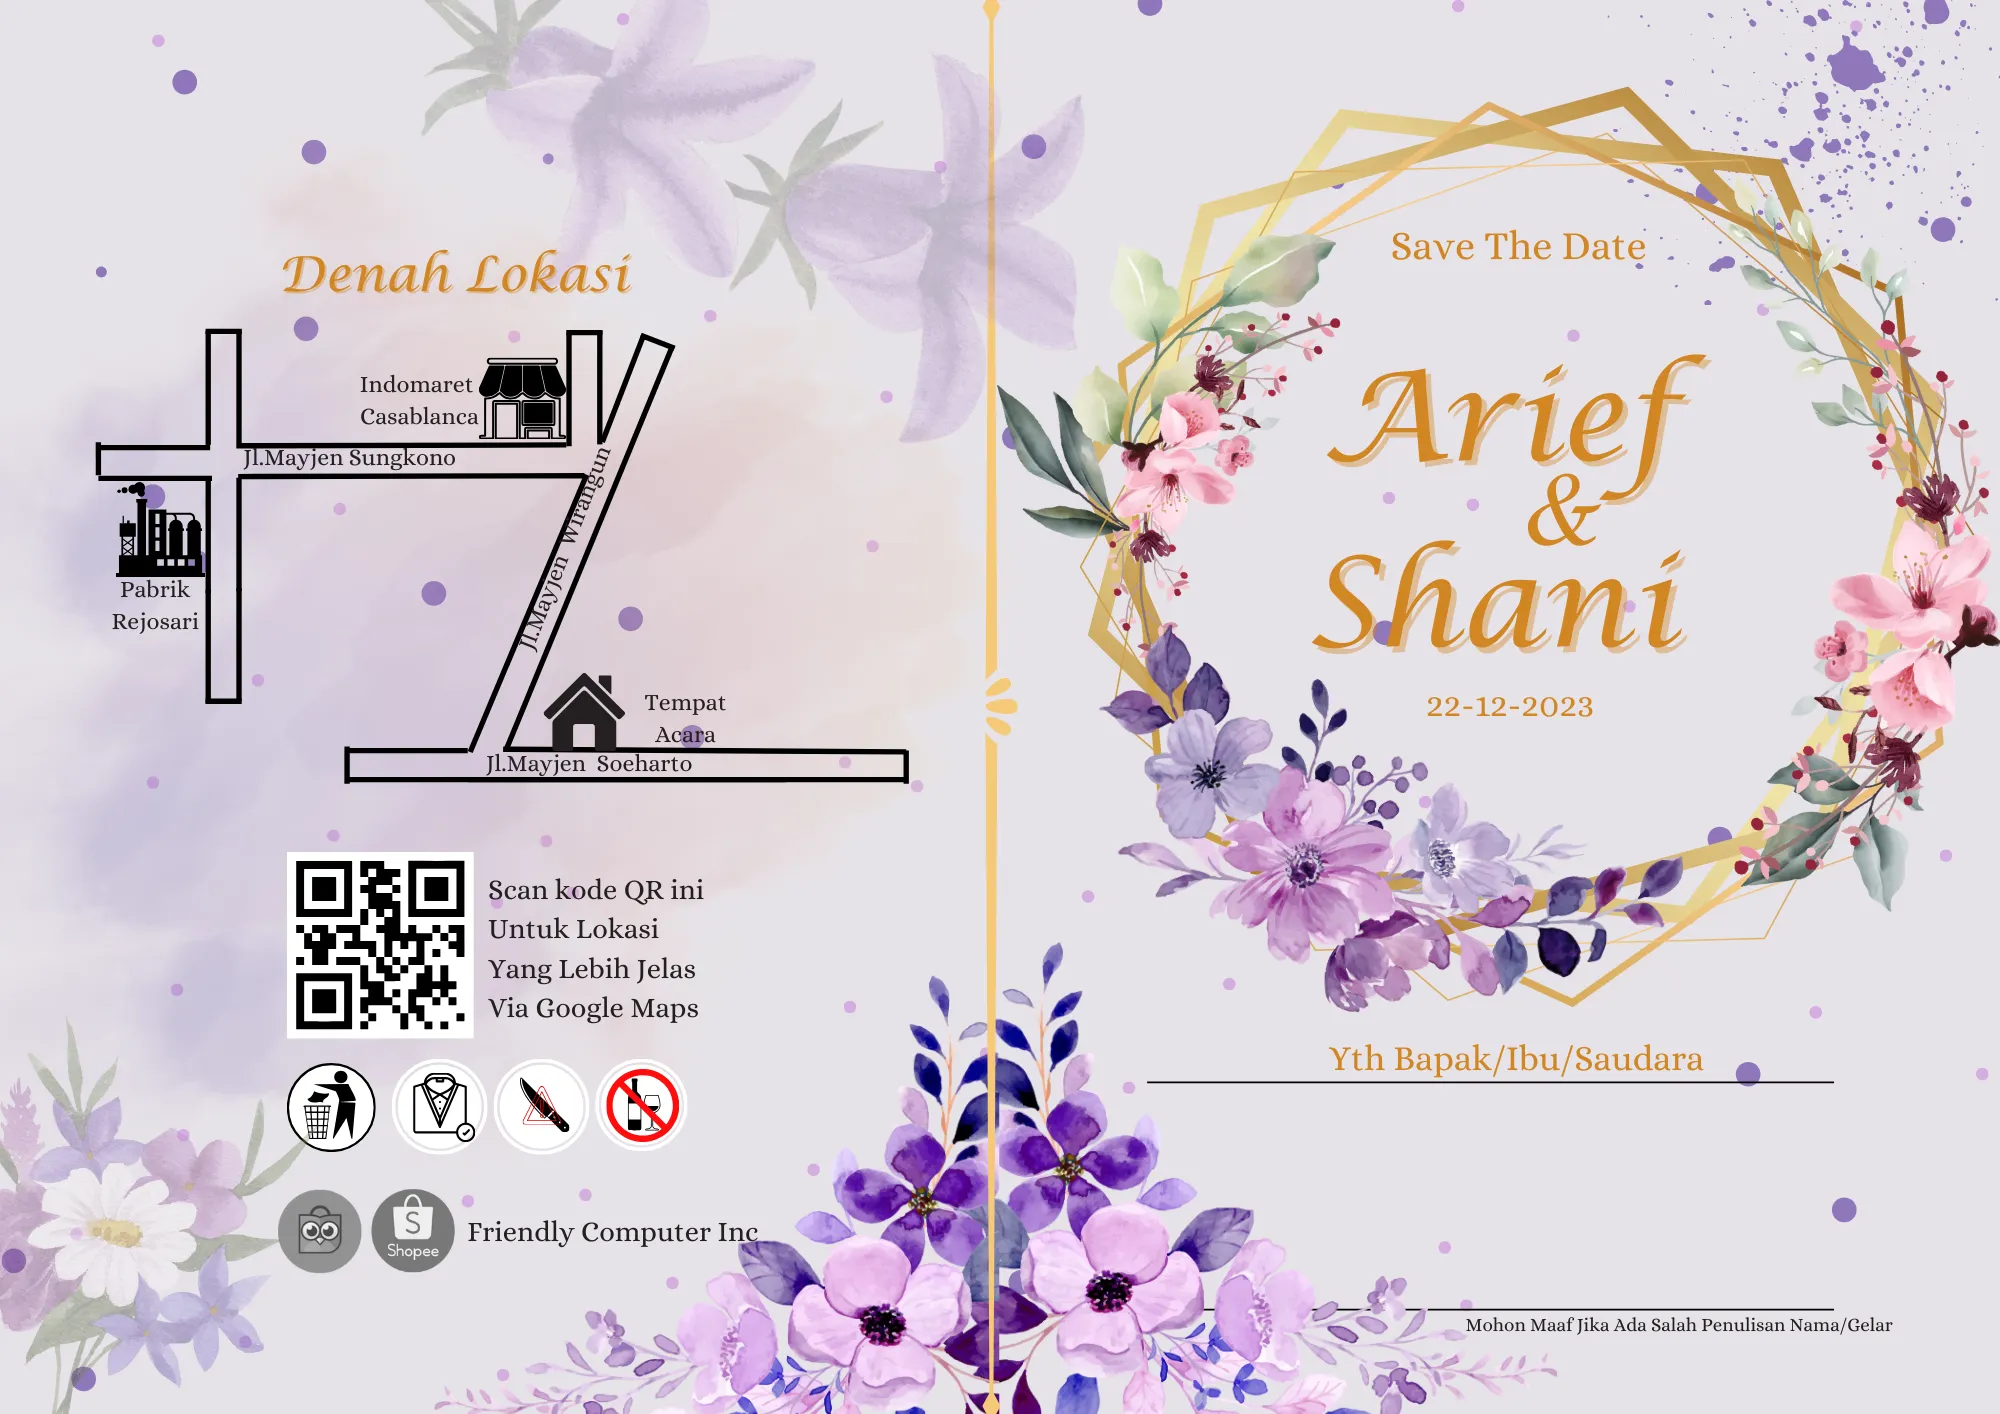 Denah Lokasi
Indomaret
Casablanca
Jl.Mayjen Sungkono
Jl.Mayjen Wirangun
Pabrik
Rejosari
Tempat
Acara
Jl.Mayjen Soeharto
Scan kode QR ini
Untuk Lokasi
Yang Lebih Jelas
Via Google Maps
S
Shopee
Friendly Computer Inc
Save The Date
Arief
&
Shani
22-12-2023
Yth Bapak/Ibu/Saudara
Mohon Maaf Jika Ada Salah Penulisan Nama/Gelar